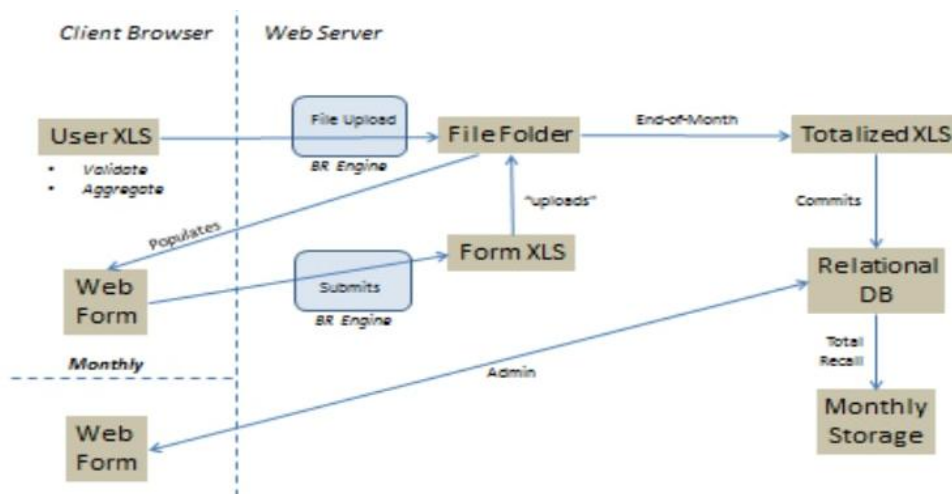 Client Browser
Web Server
User XLS
• Validate
• Aggregate
File Upload
BR Engine
File Folder
End-of-Month
Totalized XLS
Populates
"uploads"
Commits
Web
Form
Submits
BR Engine
Form XLS
Relational
DB
Monthly
Admin
Total
Recall
Web
Form
Monthly
Storage